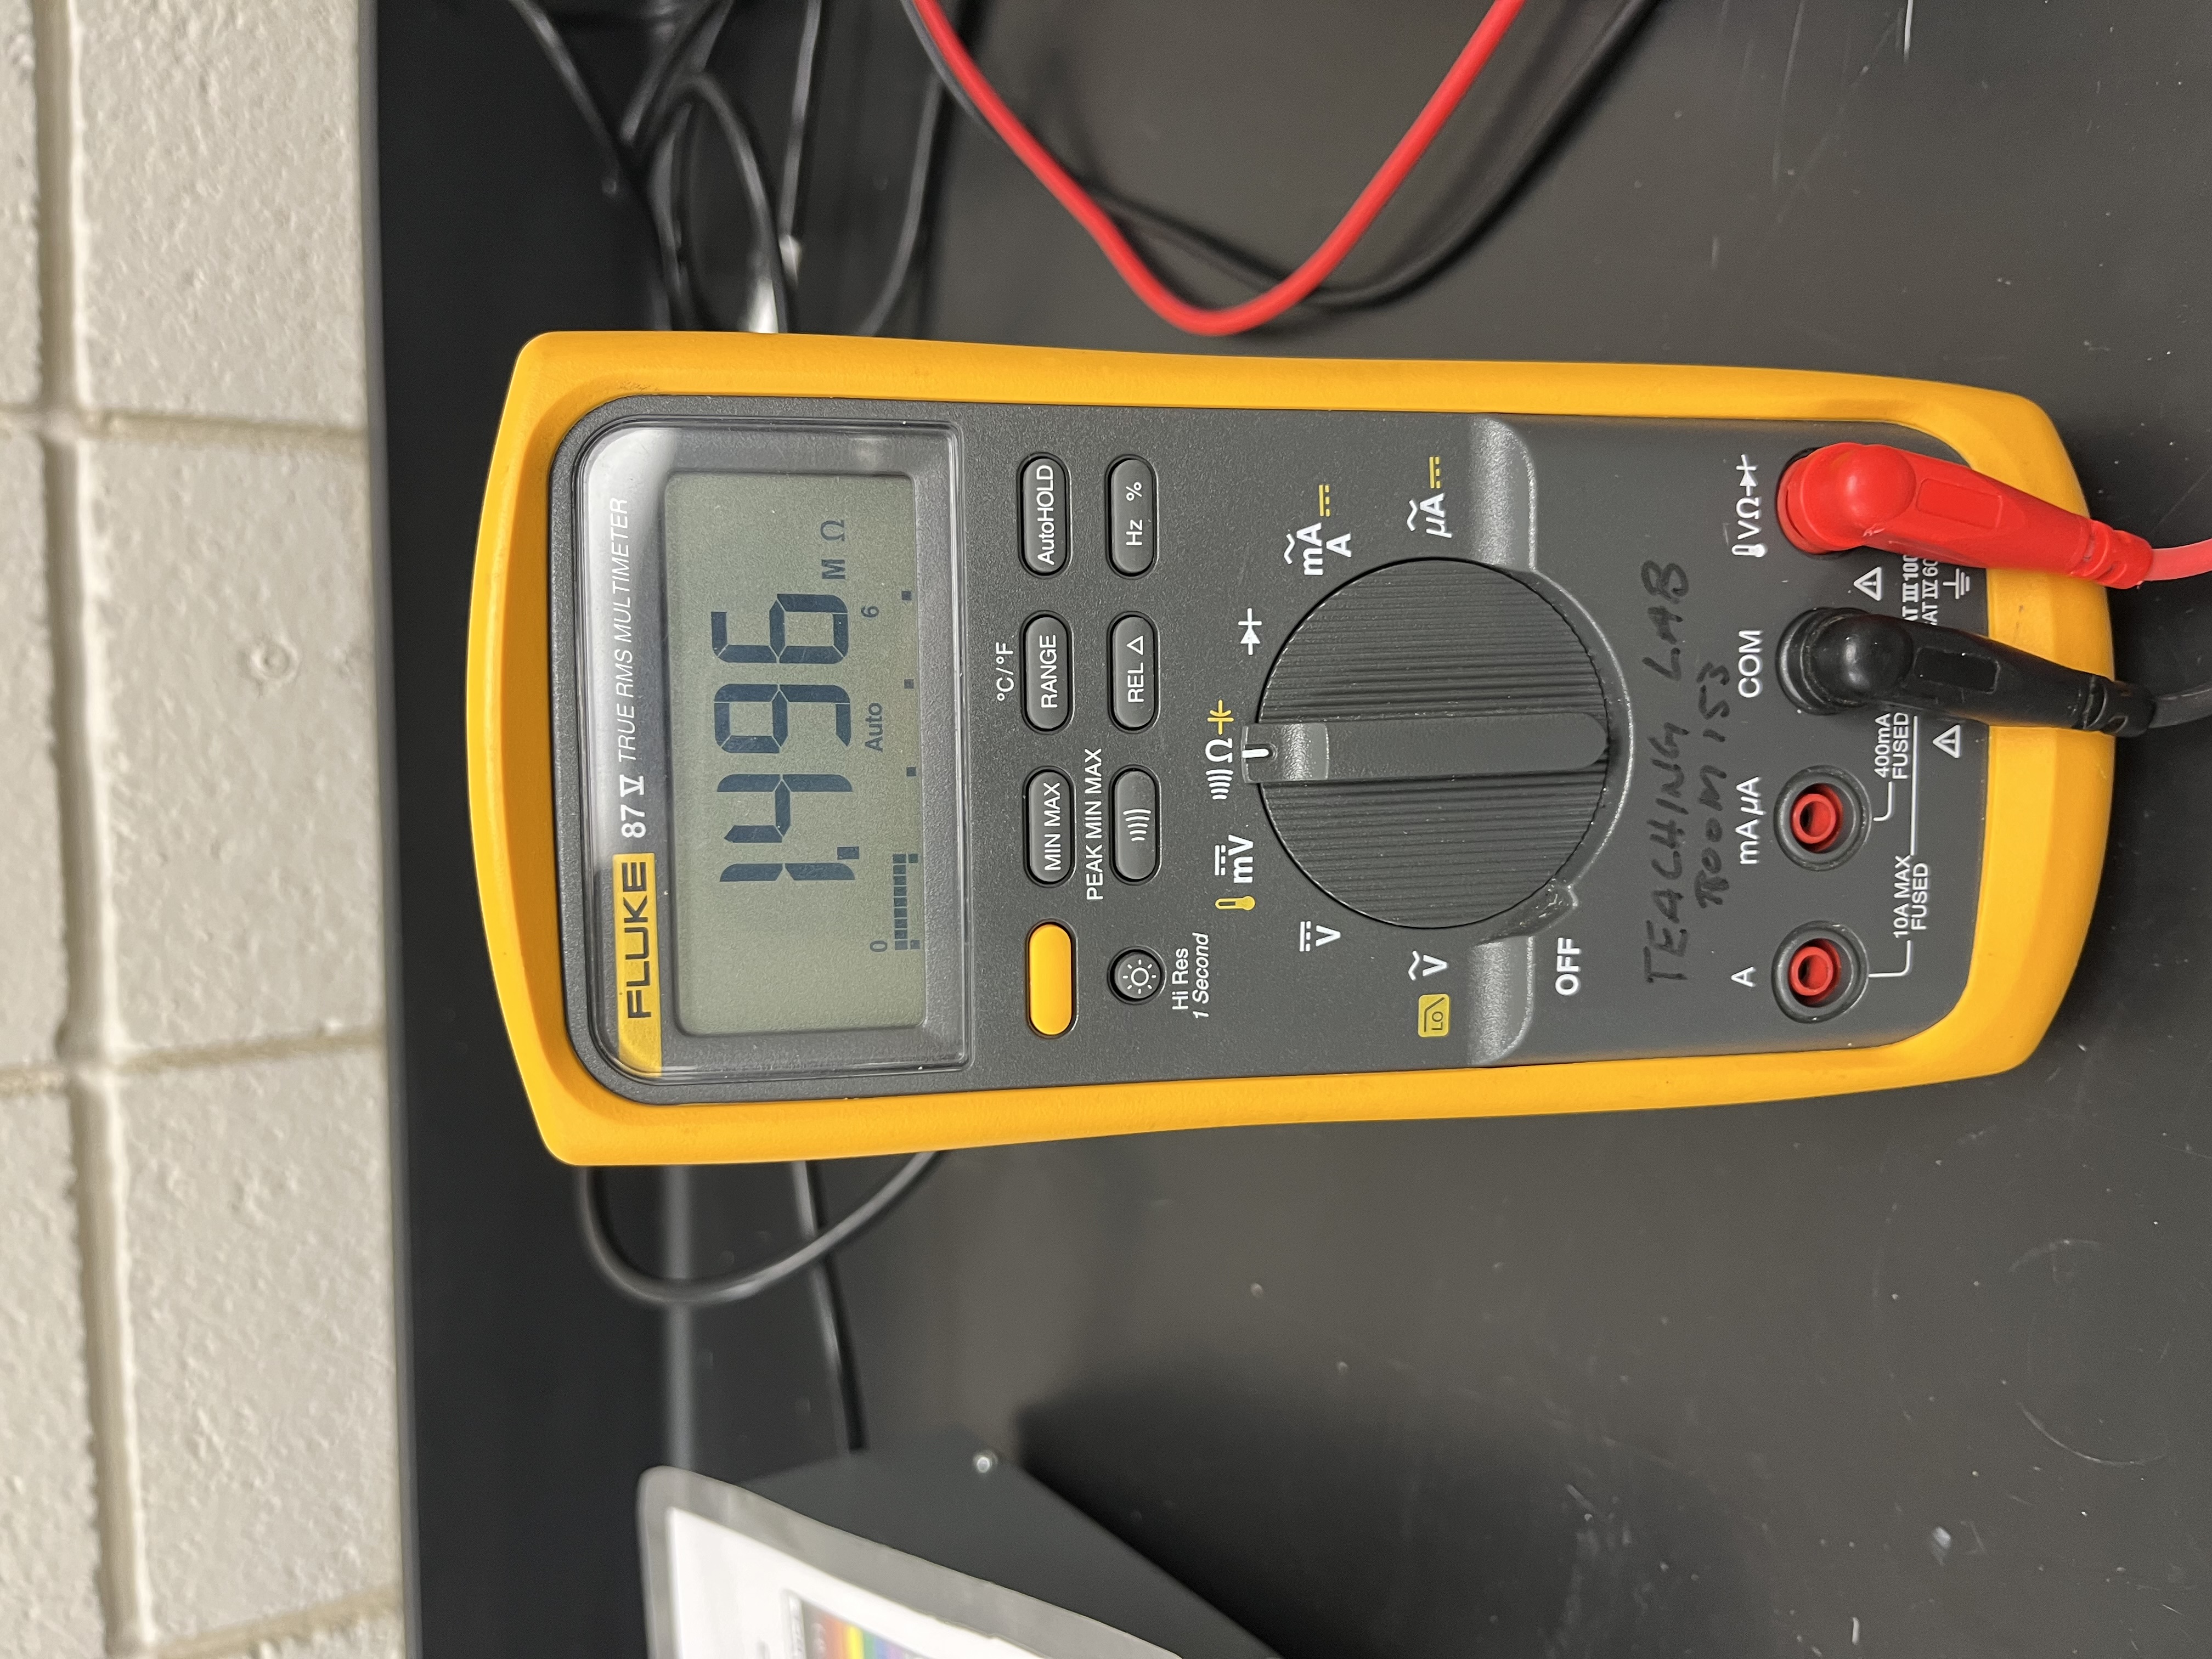 FLUKE 87 V TRUE RMS MULTIMETER
1.496 M Ω
0 Auto 6
°C/°F
MIN MAX RANGE AutoHOLD
PEAK MIN MAX
REL Δ Hz %
Hi Res
1 Second
mV Ω
V mA
A
LO V µA
OFF
TEACHING LAB
ROOM 153
A mA µA COM VΩ
400mA
FUSED
10A MAX
FUSED